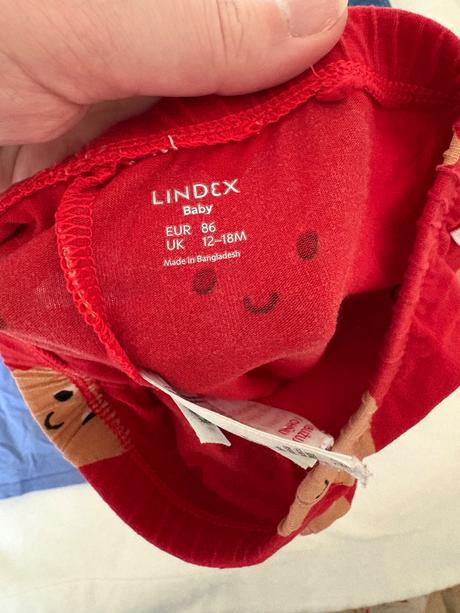 LINDEX
Baby
EUR 86
UK 12-18M
Made in Bangladesh